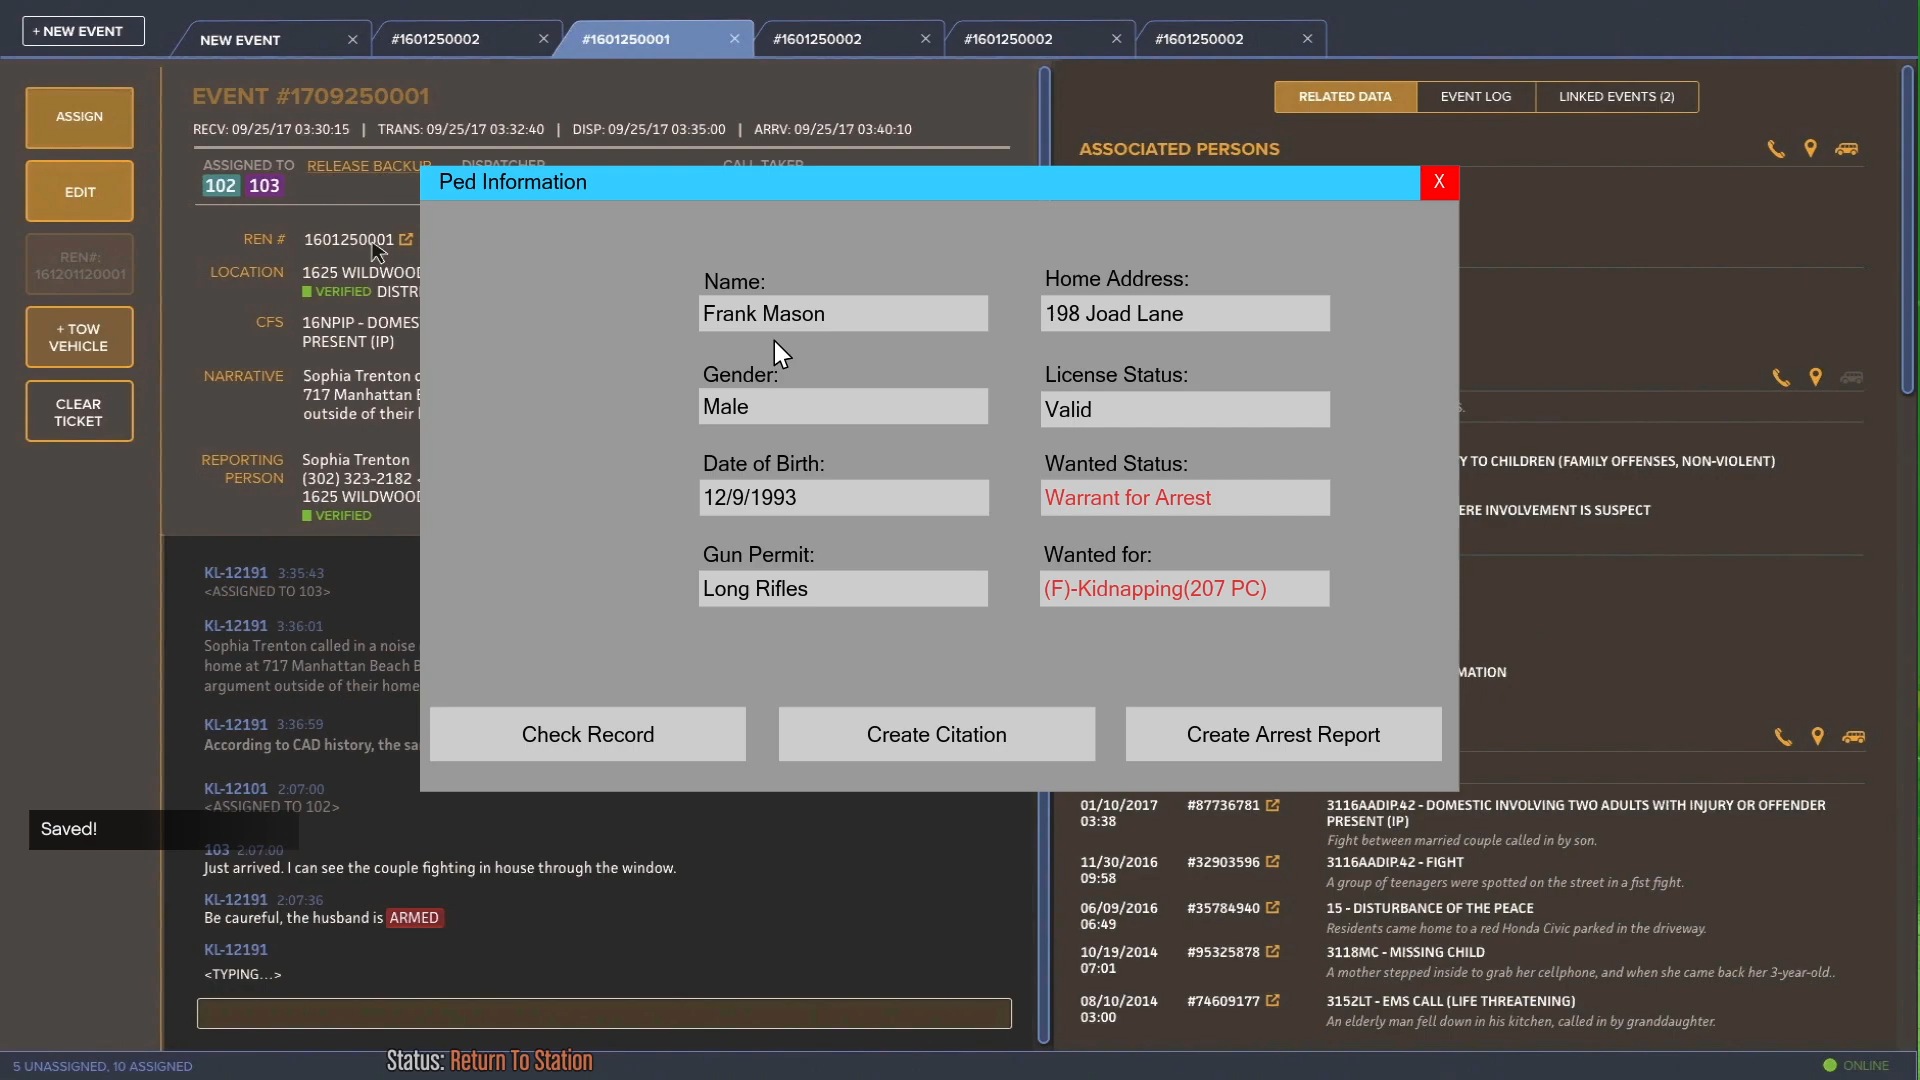 + NEW EVENT
NEW EVENT ×
#1601250002 ×
#1601250001 ×
#1601250002 ×
#1601250002 ×
#1601250002 ×
ASSIGN
EDIT
REN#:
161201120001
+ TOW
VEHICLE
CLEAR
TICKET
EVENT #1709250001
RECV: 09/25/17 03:30:15 | TRANS: 09/25/17 03:32:40 | DISP: 09/25/17 03:35:00 | ARRV: 09/25/17 03:40:10
ASSIGNED TO RELEASE BACKUP DISPATCHER CALL TAKER
102 103
REN # 1601250001
LOCATION 1625 WILDWOOD
VERIFIED DISTR
CFS 16NPIP - DOMES
PRESENT (IP)
NARRATIVE Sophia Trenton
717 Manhattan
outside of their
REPORTING
PERSON
Sophia Trenton
(302) 323-2182
1625 WILDWOOD
VERIFIED
KL-12191 3:35:43
<ASSIGNED TO 103>
KL-12191 3:36:01
Sophia Trenton called in a noise
home at 717 Manhattan Beach B
argument outside of their home
KL-12191 3:36:59
According to CAD history, the sa
KL-12101 2:07:00
<ASSIGNED TO 102>
103 2:07:00
Just arrived. I can see the couple fighting in house through the window.
KL-12191 2:07:36
Be caureful, the husband is ARMED
KL-12191
<TYPING...>
Saved!
Ped Information
X
Name:
Frank Mason
Home Address:
198 Joad Lane
Gender:
Male
License Status:
Valid
Date of Birth:
12/9/1993
Wanted Status:
Warrant for Arrest
Gun Permit:
Long Rifles
Wanted for:
(F)-Kidnapping(207 PC)
Check Record
Create Citation
Create Arrest Report
RELATED DATA
EVENT LOG
LINKED EVENTS (2)
ASSOCIATED PERSONS
s.
Y TO CHILDREN (FAMILY OFFENSES, NON-VIOLENT)
ERE INVOLVEMENT IS SUSPECT
MATION
01/10/2017 #87736781 3116AADIP.42 - DOMESTIC INVOLVING TWO ADULTS WITH INJURY OR OFFENDER
03:38 PRESENT (IP)
Fight between married couple called in by son.
11/30/2016 #32903596 3116AADIP.42 - FIGHT
09:58 A group of teenagers were spotted on the street in a fist fight.
06/09/2016 #35784940 15 - DISTURBANCE OF THE PEACE
06:49 Residents came home to a red Honda Civic parked in the driveway.
10/19/2014 #95325878 3118MC - MISSING CHILD
07:01 A mother stepped inside to grab her cellphone, and when she came back her 3-year-old..
08/10/2014 #74609177 3152LT - EMS CALL (LIFE THREATENING)
03:00 An elderly man fell down in his kitchen, called in by granddaughter.
5 UNASSIGNED, 10 ASSIGNED
Status: Return To Station
ONLINE